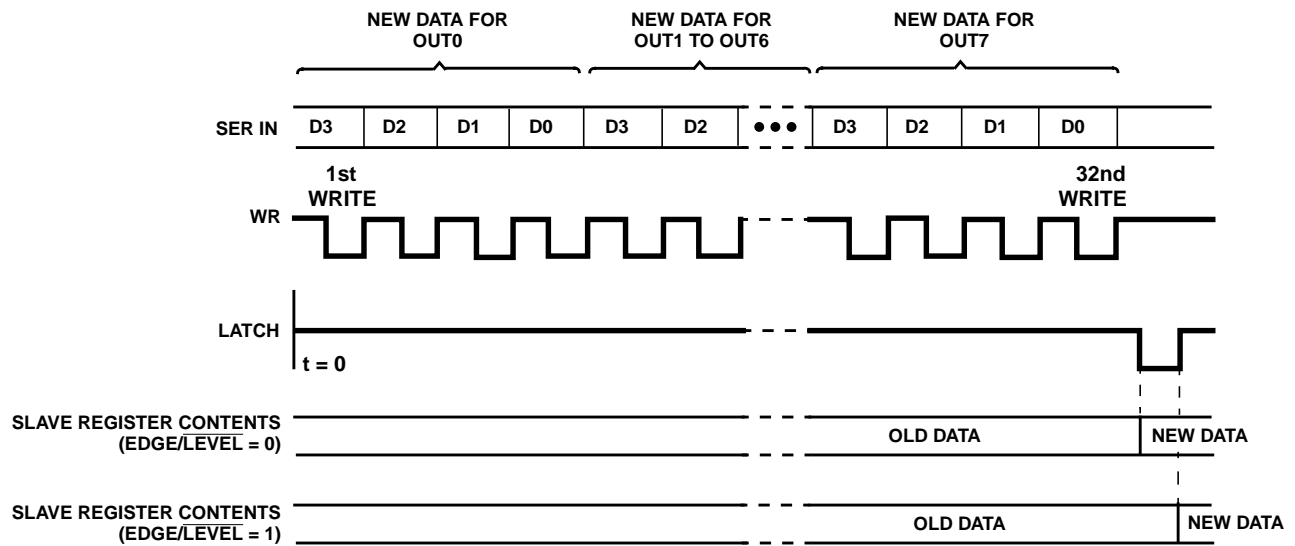 NEW DATA FOR
OUT0
NEW DATA FOR
OUT1 TO OUT6
NEW DATA FOR
OUT7
SER IN D3 D2 D1 D0 D3 D2 ••• D3 D2 D1 D0
1st
WRITE
32nd
WRITE
WR
LATCH
t = 0
SLAVE REGISTER CONTENTS
(EDGE/LEVEL = 0)
OLD DATA NEW DATA
SLAVE REGISTER CONTENTS
(EDGE/LEVEL = 1)
OLD DATA NEW DATA